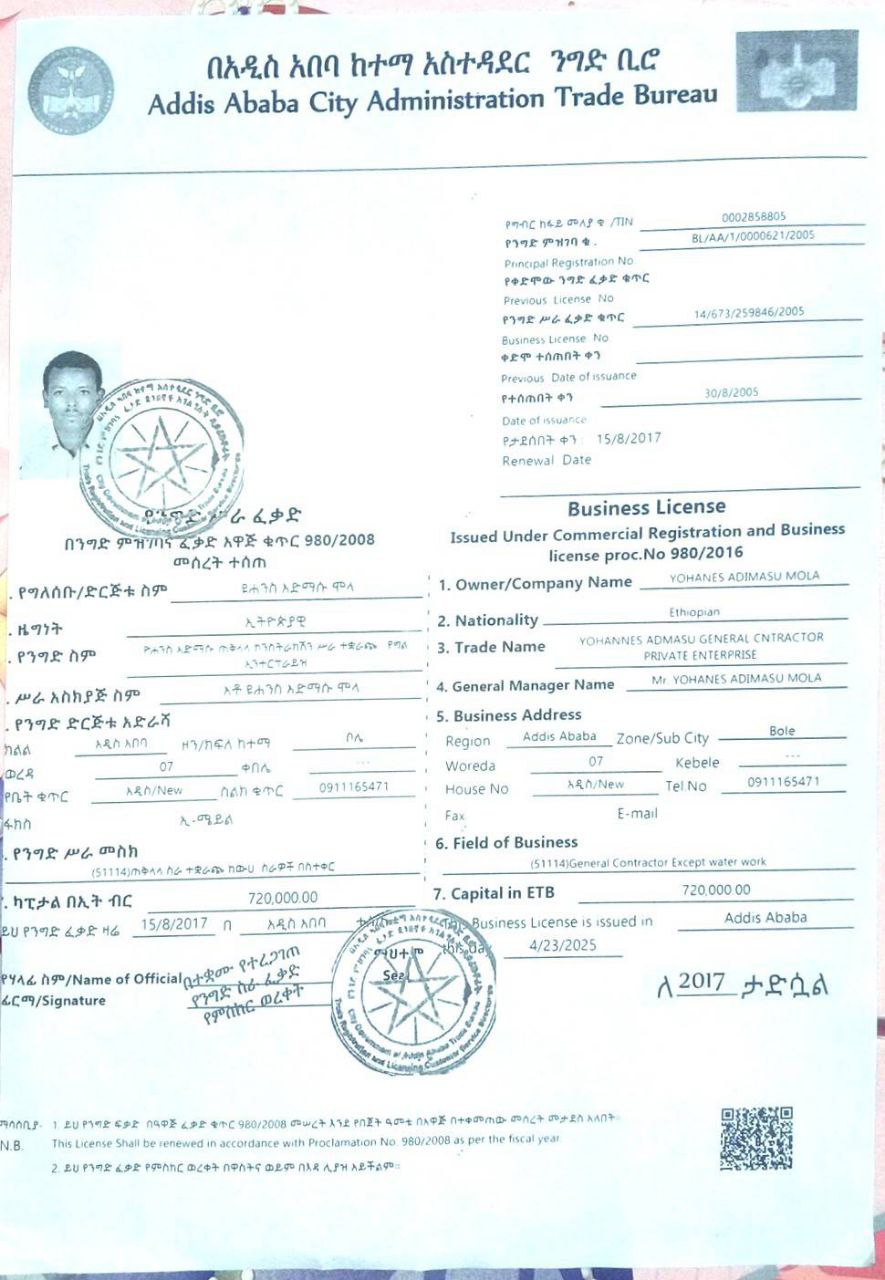 በአዲስ አበባ ከተማ አስተዳደር ንግድ ቢሮ
Addis Ababa City Administration Trade Bureau
የግብር ከፋይ መለያ ቁ /TIN 0002858805
የንግድ ምዝገባ ቁ . BL/AA/1/0000621/2005
Principal Registration No
የቀድሞው ንግድ ፈቃድ ቁጥር
Previous License No
የንግድ ሥራ ፈቃድ ቁጥር 14/673/259846/2005
Business License No
ቀድሞ ተሰጠበት ቀን
Previous Date of issuance
የተሰጠበት ቀን 30/8/2005
Date of issuance
የታደሰበት ቀን : 15/8/2017
Renewal Date
የንግድ ሥራ ፈቃድ
በንግድ ምዝገባና ፈቃድ አዋጅ ቁጥር 980/2008
መሰረት ተሰጠ
. የግለሰቡ/ድርጅቱ ስም ዮሐንስ አድማሱ ሞላ
. ዜግነት ኢትዮጵያዊ
. የንግድ ስም ዮሐንስ አድማሱ ጠቅላላ ኮንስትራክሽን ሥራ ተቋራጭ የግል
ኢንተርፕራይዝ
. ሥራ አስኪያጅ ስም አቶ ዮሐንስ አድማሱ ሞላ
. የንግድ ድርጅቱ አድራሻ
ክልል አዲስ አበባ ዞን/ክፍለ ከተማ ቦሌ
ወረዳ 07 ቀበሌ ---
የቤት ቁጥር አዲስ/New ስልክ ቁጥር 0911165471
ፋክስ ኢ-ሜይል
. የንግድ ሥራ መስክ
(51114)ጠቅላላ ስራ ተቋራጭ ከውሀ ስራዎች በስተቀር
. ካፒታል በኢት ብር 720,000.00
ይህ የንግድ ፈቃድ ዛሬ 15/8/2017 በ አዲስ አበባ
Business License
Issued Under Commercial Registration and Business
license proc.No 980/2016
1. Owner/Company Name YOHANES ADIMASU MOLA
2. Nationality Ethiopian
3. Trade Name YOHANNES ADMASU GENERAL CNTRACTOR
PRIVATE ENTERPRISE
4. General Manager Name Mr. YOHANES ADIMASU MOLA
5. Business Address
Region Addis Ababa Zone/Sub City Bole
Woreda 07 Kebele ---
House No አዲስ/New Tel No 0911165471
Fax E-mail
6. Field of Business
(51114)General Contractor Except water work
7. Capital in ETB 720,000.00
Business License is issued in Addis Ababa
this day 4/23/2025
የሃላፊ ስም/Name of Official
ፊርማ/Signature
በተቋሙ የተረጋገጠ
የንግድ ስራ ፈቃድ
የምስክር ወረቀት
ማህተም
Seal
ለ 2017 ታድሷል
ማሳሰቢያ- 1. ይህ የንግድ ፍቃድ በዓዋጅ ፈቃድ ቁጥር 980/2008 መሠረት እንደ የበጀት ዓመቱ በአዋጅ በተቀመጠው መሰረት መታደስ አለበት።
N.B. This License Shall be renewed in accordance with Proclamation No. 980/2008 as per the fiscal year.
2. ይህ የንግድ ፈቃድ የምስክር ወረቀት በዋስትና ወይም በእዳ ሊያዝ አይችልም።